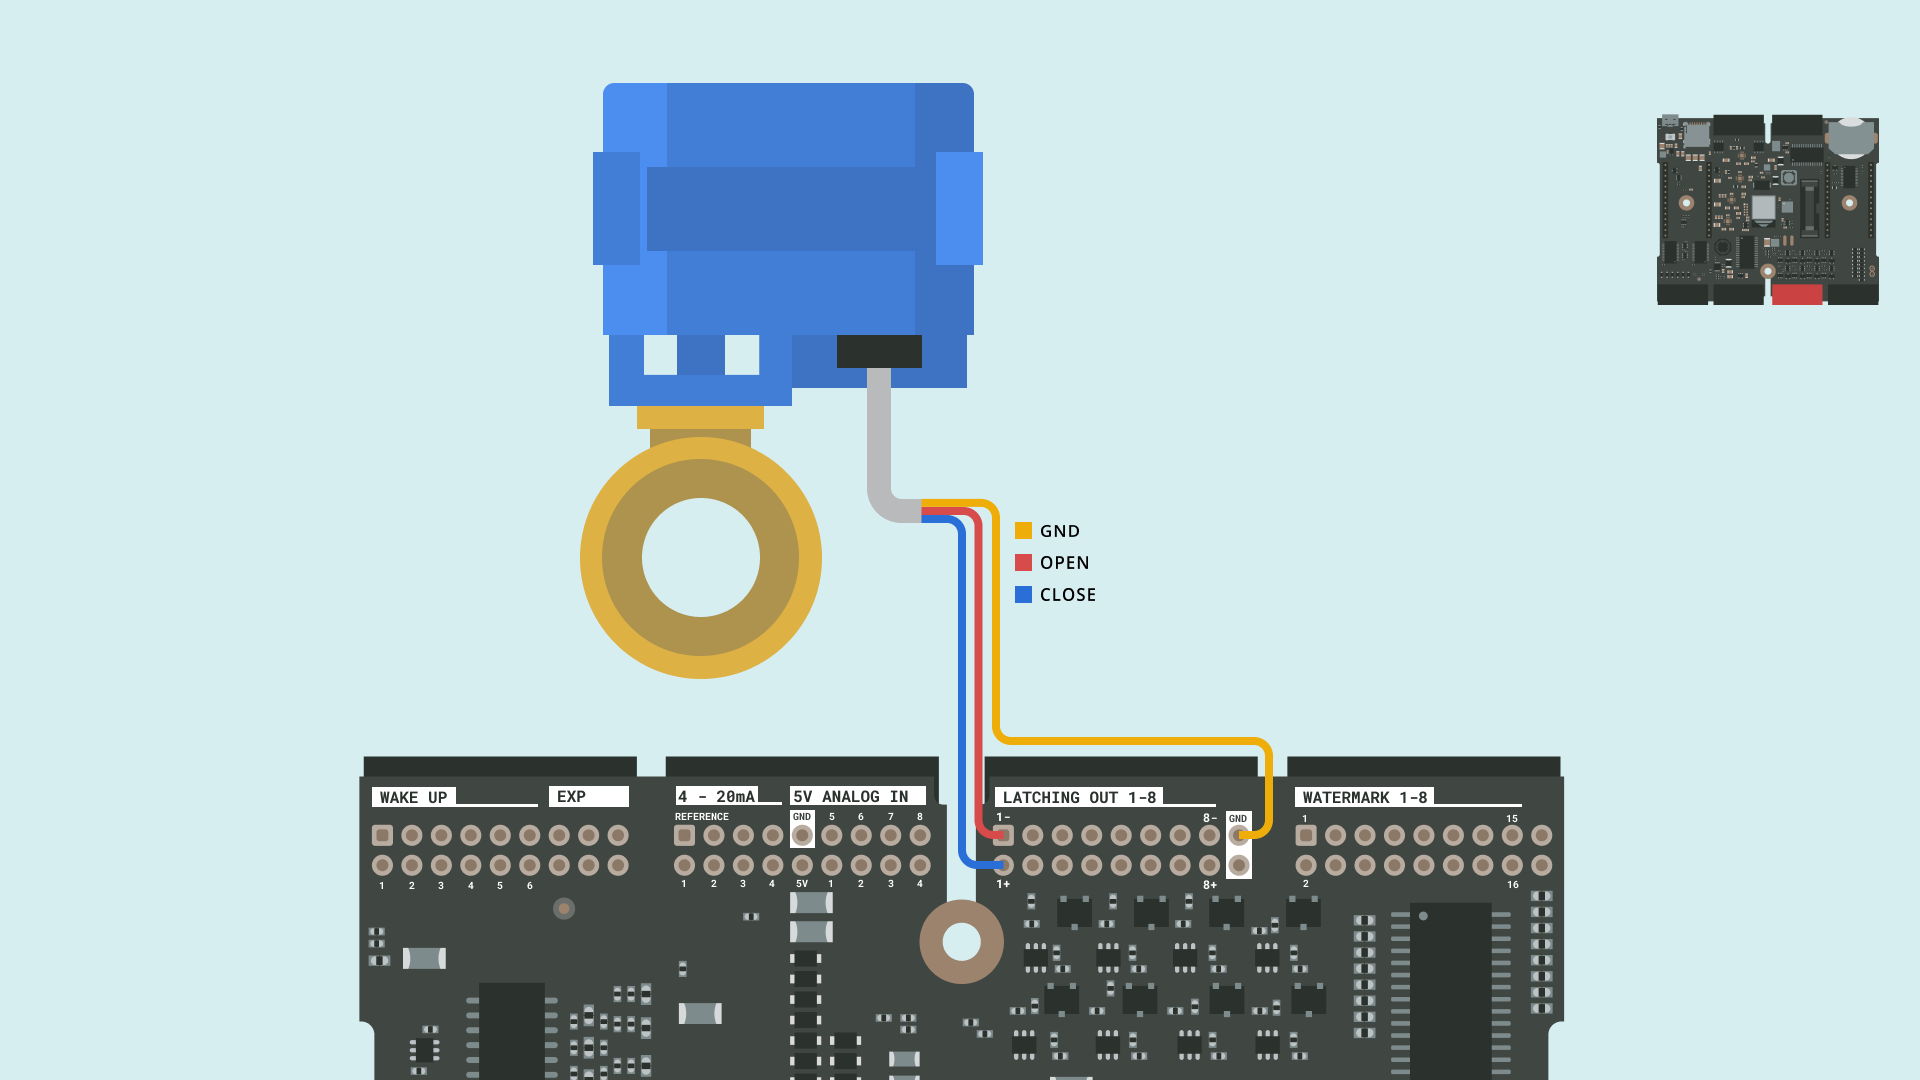 GND
OPEN
CLOSE
WAKE UP
EXP
4 - 20mA
5V ANALOG IN
LATCHING OUT 1-8
WATERMARK 1-8
REFERENCE
GND
5 6 7 8
1-
8-
GND
1
15
1 2 3 4 5 6
1 2 3 4
5V
1 2 3 4
1+
8+
2
16